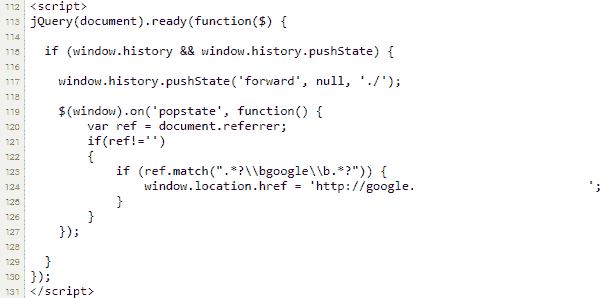 112 <script>
113 jQuery(document).ready(function($) {
114
115   if (window.history && window.history.pushState) {
116
117     window.history.pushState('forward', null, './');
118
119     $(window).on('popstate', function() {
120         var ref = document.referrer;
121         if(ref!='')
122         {
123             if (ref.match(".*?\\bgoogle\\b.*?")) {
124                 window.location.href = 'http://google.                         ';
125             }
126         }
127     });
128
129   }
130 });
131 </script>